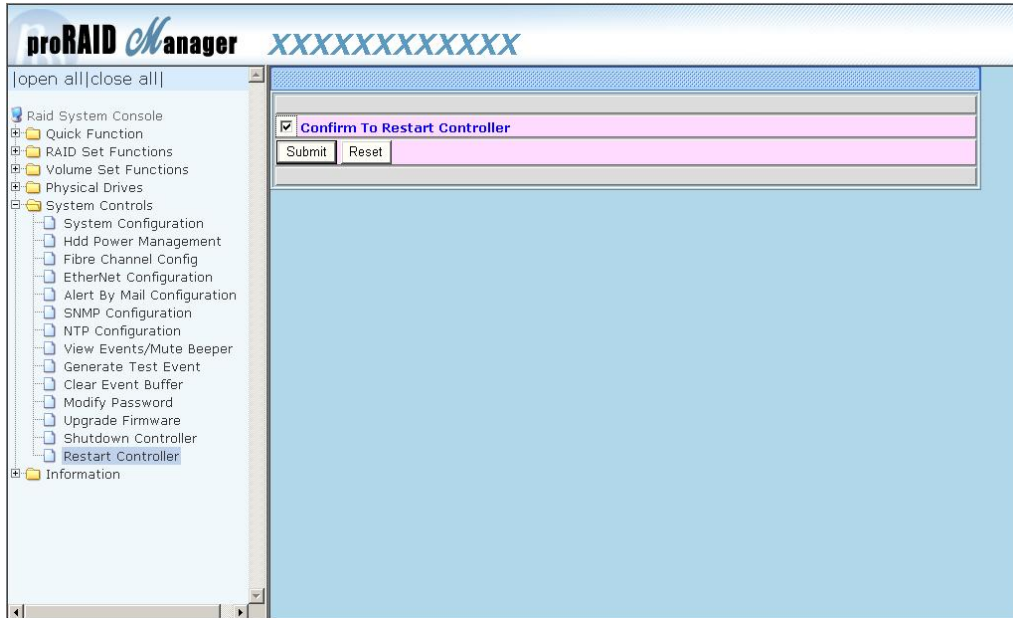 proRAID Manager XXXXXXXXXXXX
|open all|close all|
Raid System Console
Quick Function
RAID Set Functions
Volume Set Functions
Physical Drives
System Controls
System Configuration
Hdd Power Management
Fibre Channel Config
EtherNet Configuration
Alert By Mail Configuration
SNMP Configuration
NTP Configuration
View Events/Mute Beeper
Generate Test Event
Clear Event Buffer
Modify Password
Upgrade Firmware
Shutdown Controller
Restart Controller
Information
Confirm To Restart Controller
Submit Reset